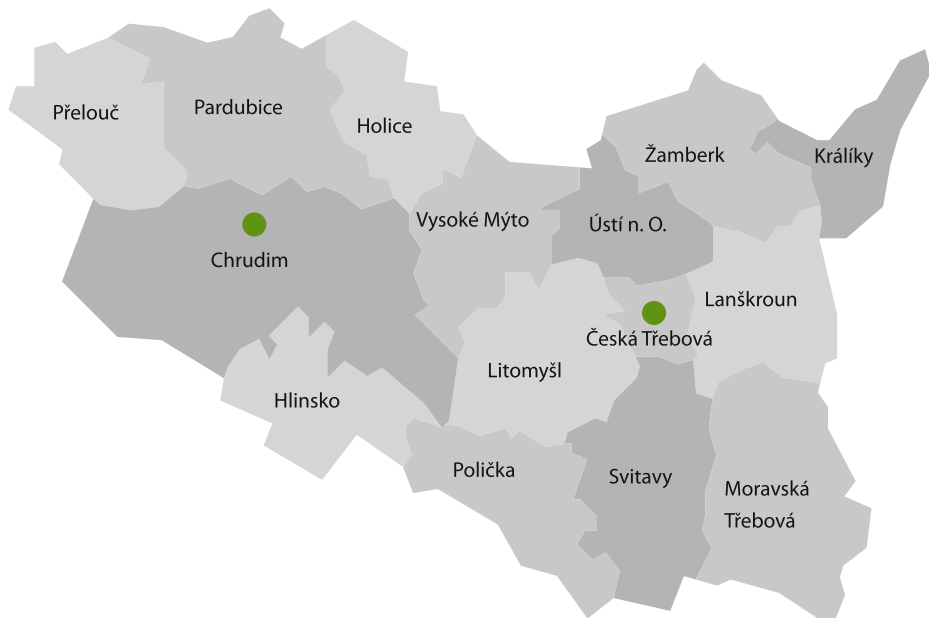 Přelouč
Pardubice
Holice
Žamberk
Králíky
Vysoké Mýto
Ústí n. O.
Chrudim
Lanškroun
Česká Třebová
Litomyšl
Hlinsko
Polička
Svitavy
Moravská
Třebová